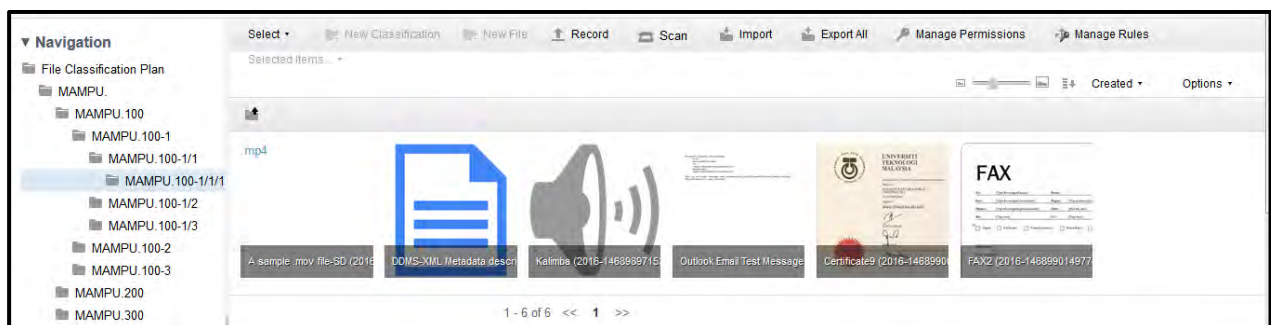 ▾ Navigation
File Classification Plan
MAMPU.
MAMPU.100
MAMPU.100-1
MAMPU.100-1/1
MAMPU.100-1/1/1
MAMPU.100-1/2
MAMPU.100-1/3
MAMPU.100-2
MAMPU.100-3
MAMPU.200
MAMPU.300
Select New Classification New File Record Scan Import Export All Manage Permissions Manage Rules
Selected Items...
Created Options
mp4
UNIVERSITI
TEKNOLOGI
MALAYSIA
FAX
A sample .mov file-SD (2016
DDMS-XML Metadata descri
Kalimba (2016-14689897153
Outlook Email Test Message
Certificate9 (2016-14689900
FAX2 (2016-1468990149774
1 - 6 of 6 << 1 >>